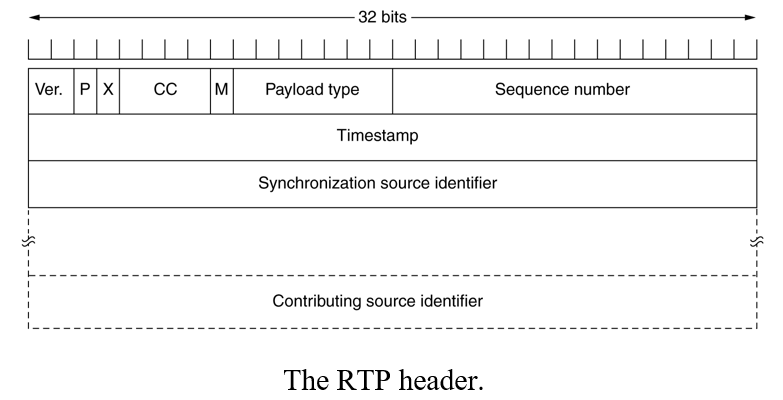 32 bits
Ver. P X CC M Payload type Sequence number
Timestamp
Synchronization source identifier
Contributing source identifier
The RTP header.